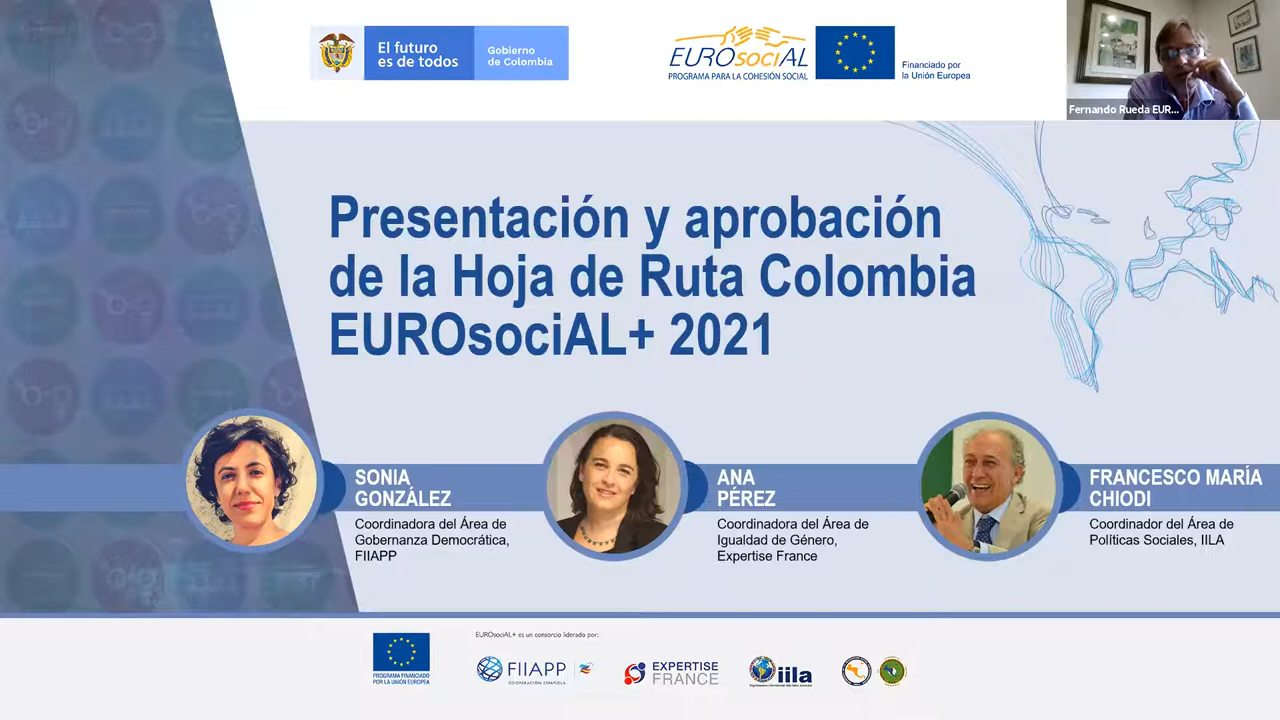 El futuro
es de todos
Gobierno
de Colombia
EUROsociAL
PROGRAMA PARA LA COHESIÓN SOCIAL
Financiado por
la Unión Europea
Fernando Rueda EUR...
Presentación y aprobación
de la Hoja de Ruta Colombia
EUROsociAL+ 2021
SONIA
GONZÁLEZ
Coordinadora del Área de
Gobernanza Democrática,
FIIAPP
ANA
PÉREZ
Coordinadora del Área de
Igualdad de Género,
Expertise France
FRANCESCO MARÍA
CHIODI
Coordinador del Área de
Políticas Sociales, IILA
EUROsociAL+ es un consorcio liderado por:
PROGRAMA FINANCIADO
POR LA UNIÓN EUROPEA
FIIAPP
COOPERACIÓN ESPAÑOLA
EXPERTISE
FRANCE
iila